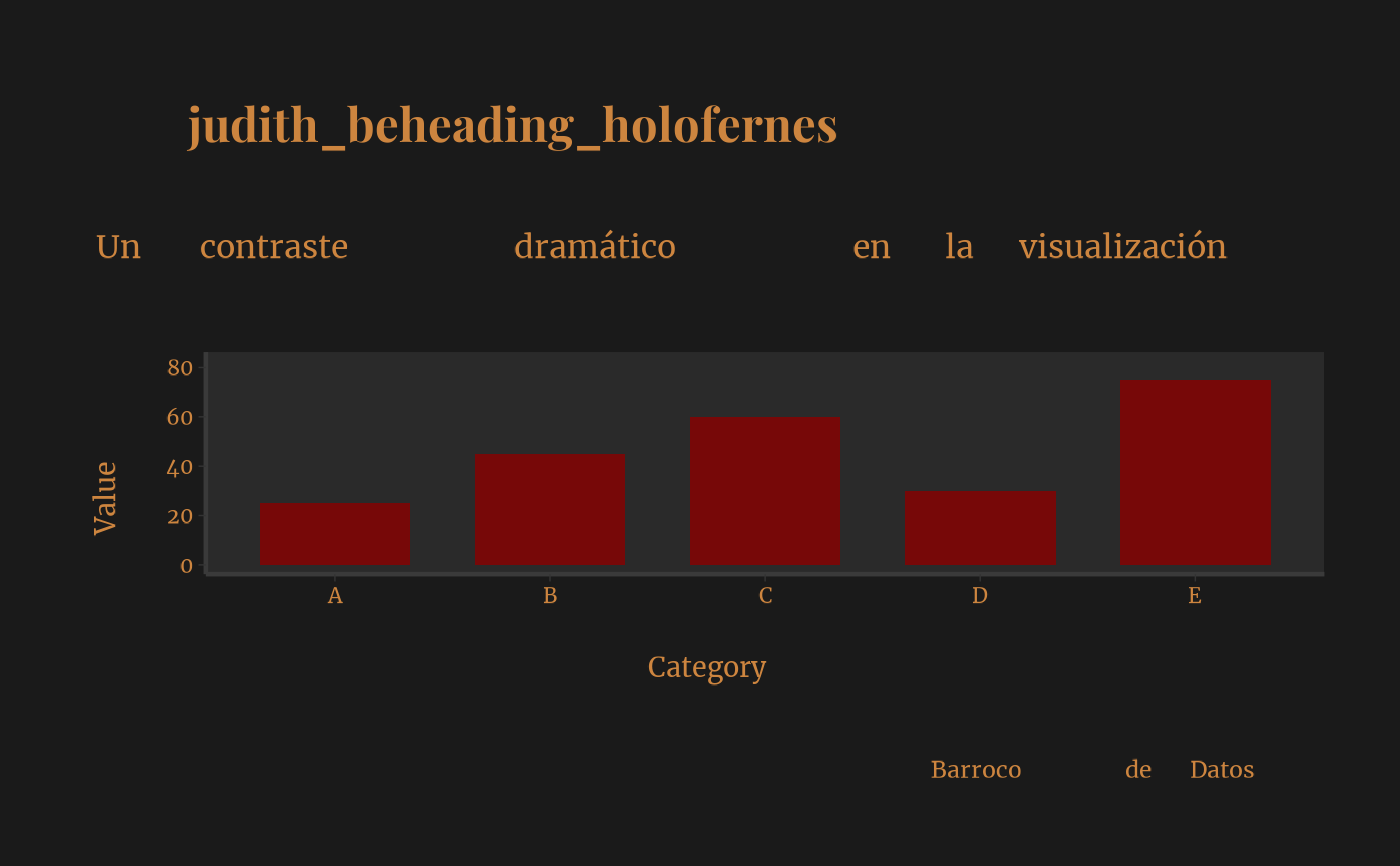 judith_beheading_holofernes
Un contraste dramático en la visualización
80
60
40
20
0
Value
A B C D E
Category
Barroco de Datos